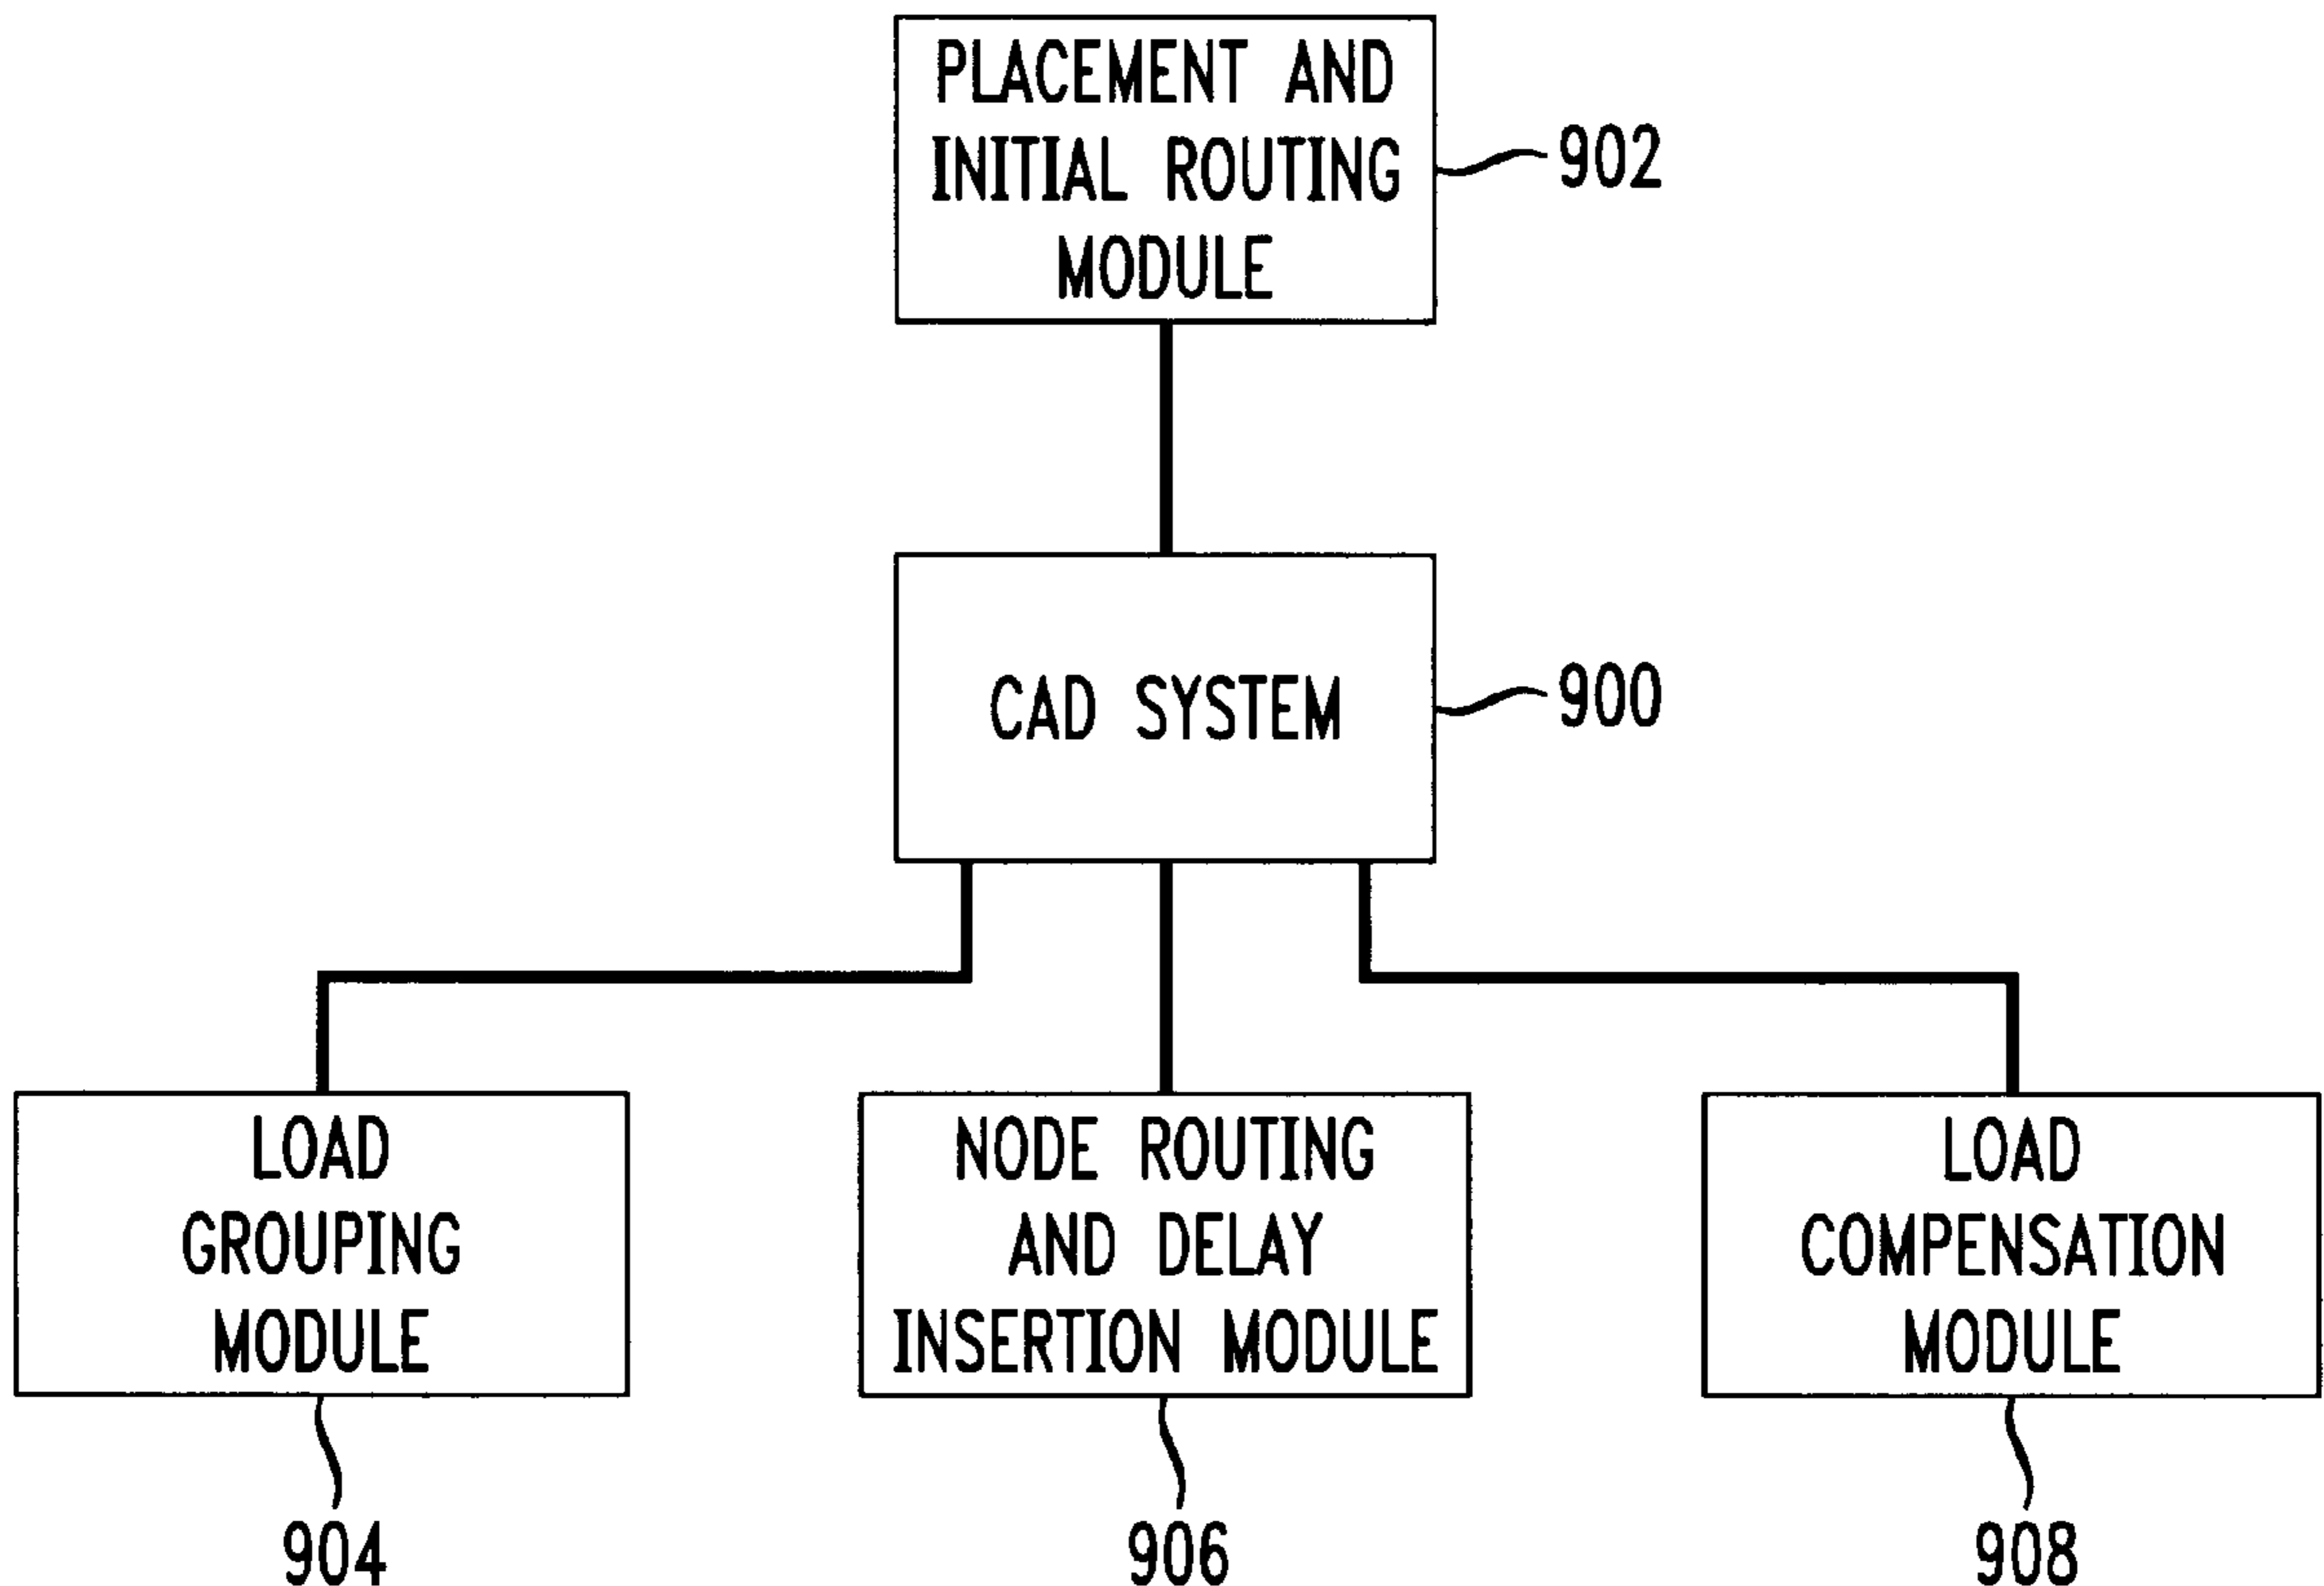 PLACEMENT AND
INITIAL ROUTING
MODULE
902
CAD SYSTEM
900
LOAD
GROUPING
MODULE
904
NODE ROUTING
AND DELAY
INSERTION MODULE
906
LOAD
COMPENSATION
MODULE
908